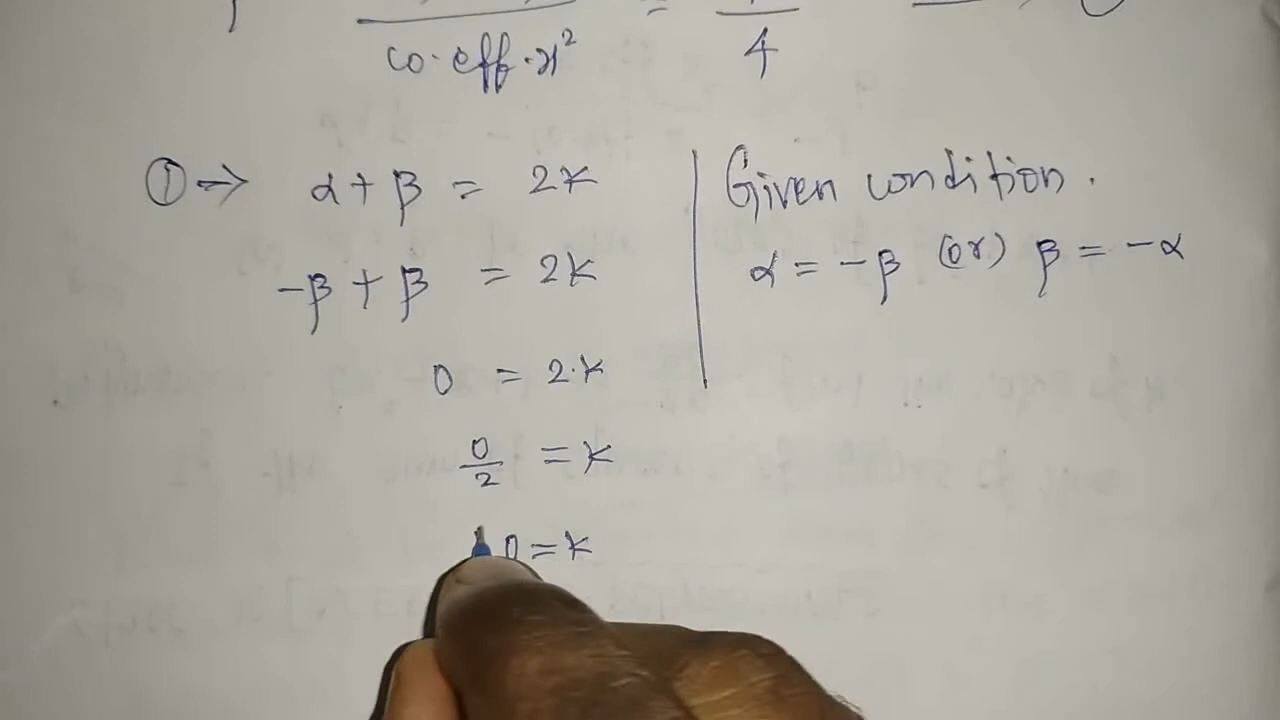 = 
co.eff.x² 4
① → α + β = 2k
Given condition.
-β + β = 2k
α = -β (or) β = -α
0 = 2.k
0/2 = k
0 = k